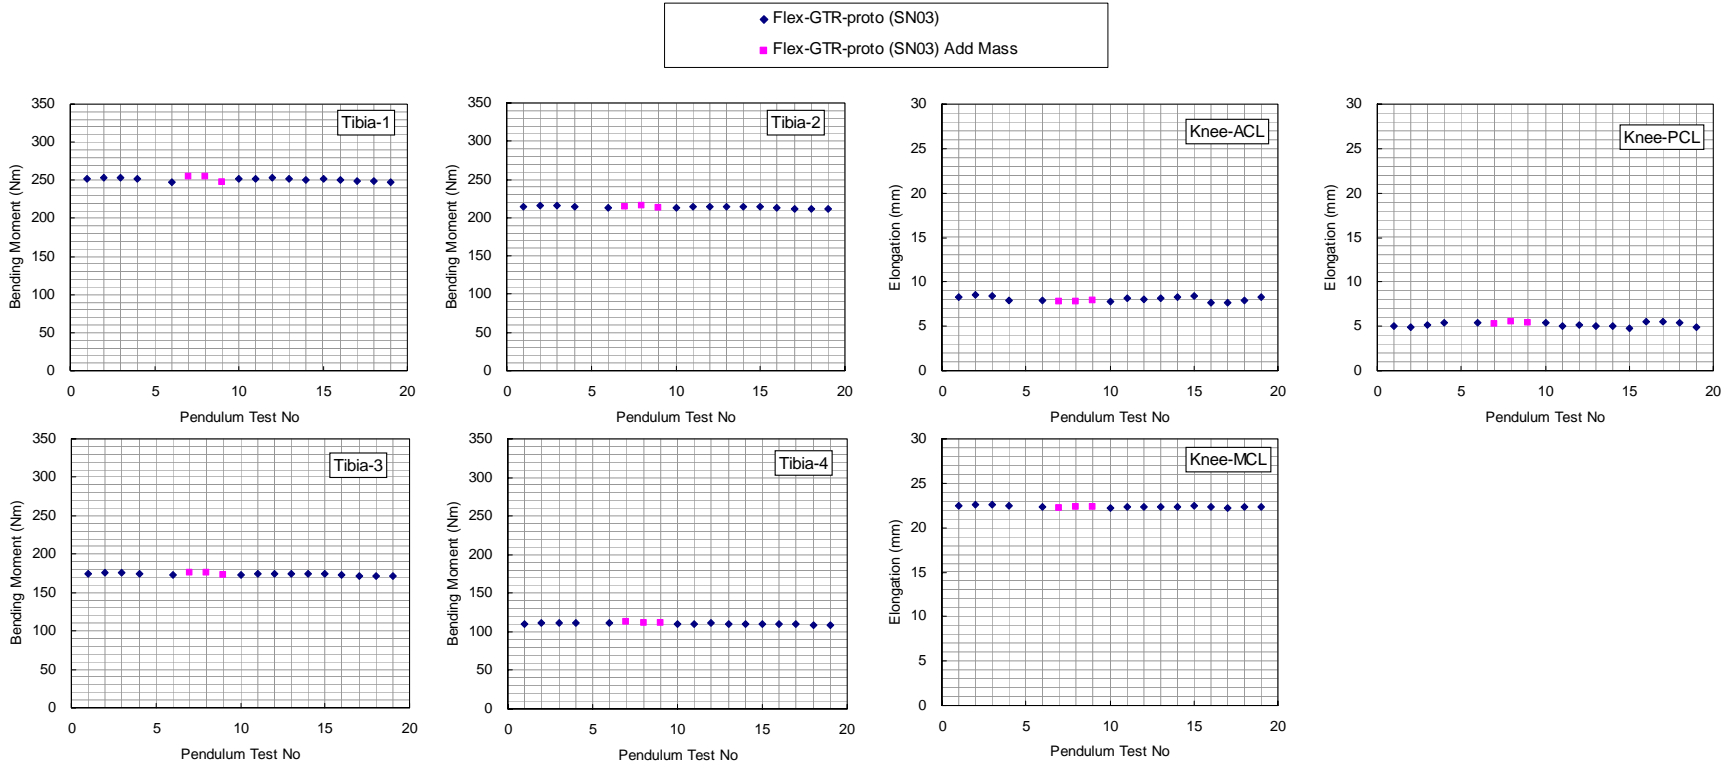 Flex-GTR-proto (SN03)
Flex-GTR-proto (SN03) Add Mass
350
300
250
200
150
100
50
0
Bending Moment (Nm)
Tibia-1
0 5 10 15 20
Pendulum Test No
350
300
250
200
150
100
50
0
Bending Moment (Nm)
Tibia-2
0 5 10 15 20
Pendulum Test No
30
25
20
15
10
5
0
Elongation (mm)
Knee-ACL
0 5 10 15 20
Pendulum Test No
30
25
20
15
10
5
0
Elongation (mm)
Knee-PCL
0 5 10 15 20
Pendulum Test No
350
300
250
200
150
100
50
0
Bending Moment (Nm)
Tibia-3
0 5 10 15 20
Pendulum Test No
350
300
250
200
150
100
50
0
Bending Moment (Nm)
Tibia-4
0 5 10 15 20
Pendulum Test No
30
25
20
15
10
5
0
Elongation (mm)
Knee-MCL
0 5 10 15 20
Pendulum Test No